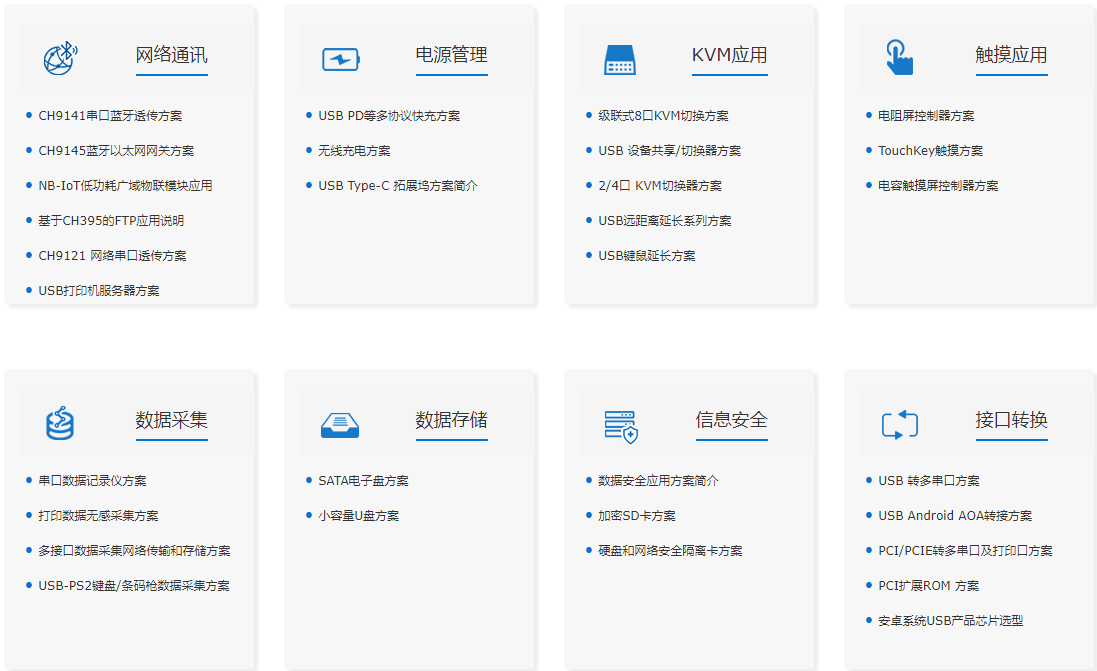 网络通讯
CH9141串口蓝牙透传方案
CH9145蓝牙以太网网关方案
NB-IoT低功耗广域物联模块应用
基于CH395的FTP应用说明
CH9121 网络串口透传方案
USB打印机服务器方案
电源管理
USB PD等多协议快充方案
无线充电方案
USB Type-C 拓展坞方案简介
KVM应用
级联式8口KVM切换方案
USB 设备共享/切换器方案
2/4口 KVM切换器方案
USB远距离延长系列方案
USB键鼠延长方案
触摸应用
电阻屏控制器方案
TouchKey触摸方案
电容触摸屏控制器方案
数据采集
串口数据记录仪方案
打印数据无感采集方案
多接口数据采集网络传输和存储方案
USB-PS2键盘/条码枪数据采集方案
数据存储
SATA电子盘方案
小容量U盘方案
信息安全
数据安全应用方案简介
加密SD卡方案
硬盘和网络安全隔离卡方案
接口转换
USB 转多串口方案
USB Android AOA转接方案
PCI/PCIE转多串口及打印口方案
PCI扩展ROM 方案
安卓系统USB产品芯片选型